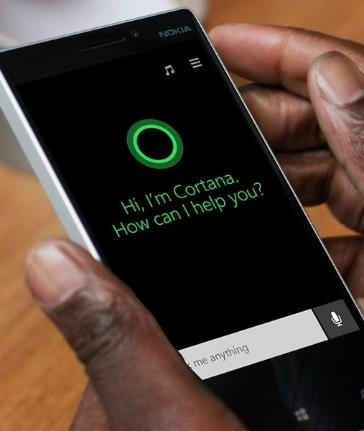 NOKIA
Hi, I'm Cortana.
How can I help you?
me anything